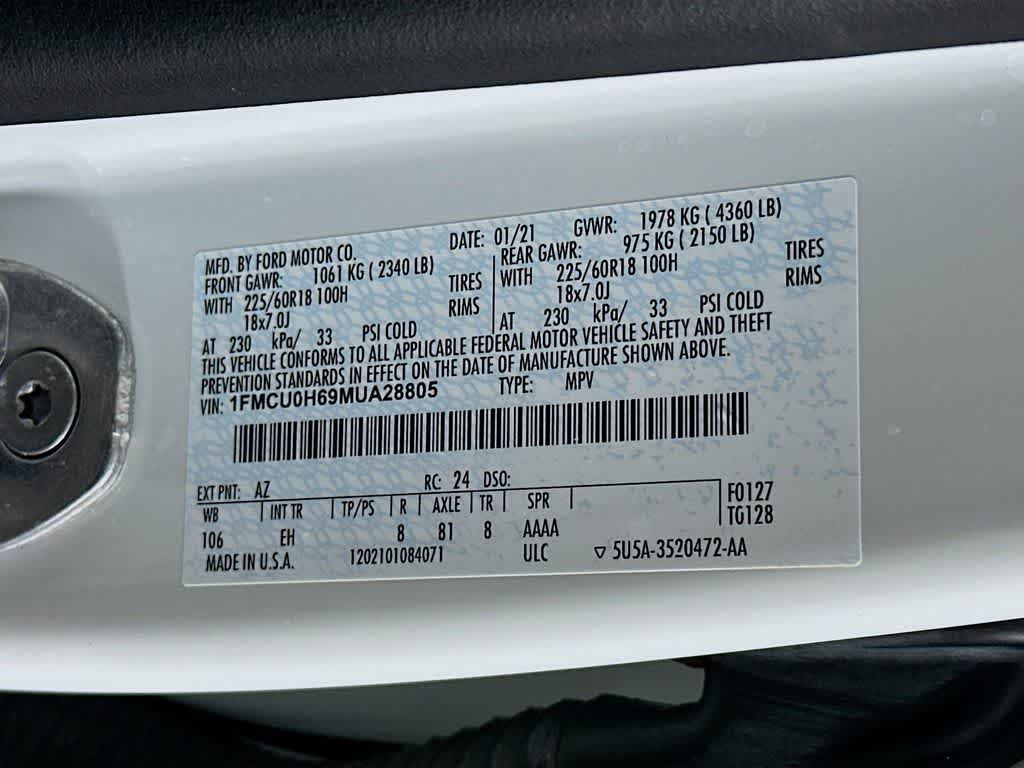 MFD. BY FORD MOTOR CO. DATE: 01/21 GVWR: 1978 KG ( 4360 LB)
FRONT GAWR: 1061 KG ( 2340 LB) REAR GAWR: 975 KG ( 2150 LB)
WITH 225/60R18 100H TIRES WITH 225/60R18 100H TIRES
18x7.0J RIMS 18x7.0J RIMS
AT 230 kPa/ 33 PSI COLD AT 230 kPa/ 33 PSI COLD
THIS VEHICLE CONFORMS TO ALL APPLICABLE FEDERAL MOTOR VEHICLE SAFETY AND THEFT
PREVENTION STANDARDS IN EFFECT ON THE DATE OF MANUFACTURE SHOWN ABOVE.
VIN: 1FMCU0H69MUA28805 TYPE: MPV
EXT PNT: AZ RC: 24 DSO:
WB INT TR TP/PS R AXLE TR SPR F0127
106 EH 8 81 8 AAAA TG128
MADE IN U.S.A. 1202101084071 ULC ▽ 5U5A-3520472-AA